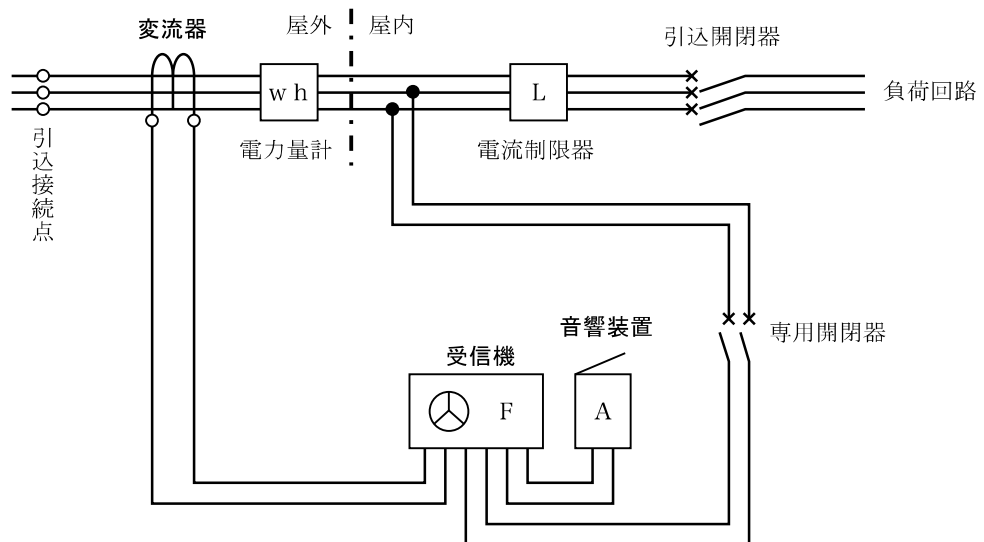 変流器
屋外
屋内
引込開閉器
wh
L
負荷回路
引込接続点
電力量計
電流制限器
専用開閉器
音響装置
受信機
F
A